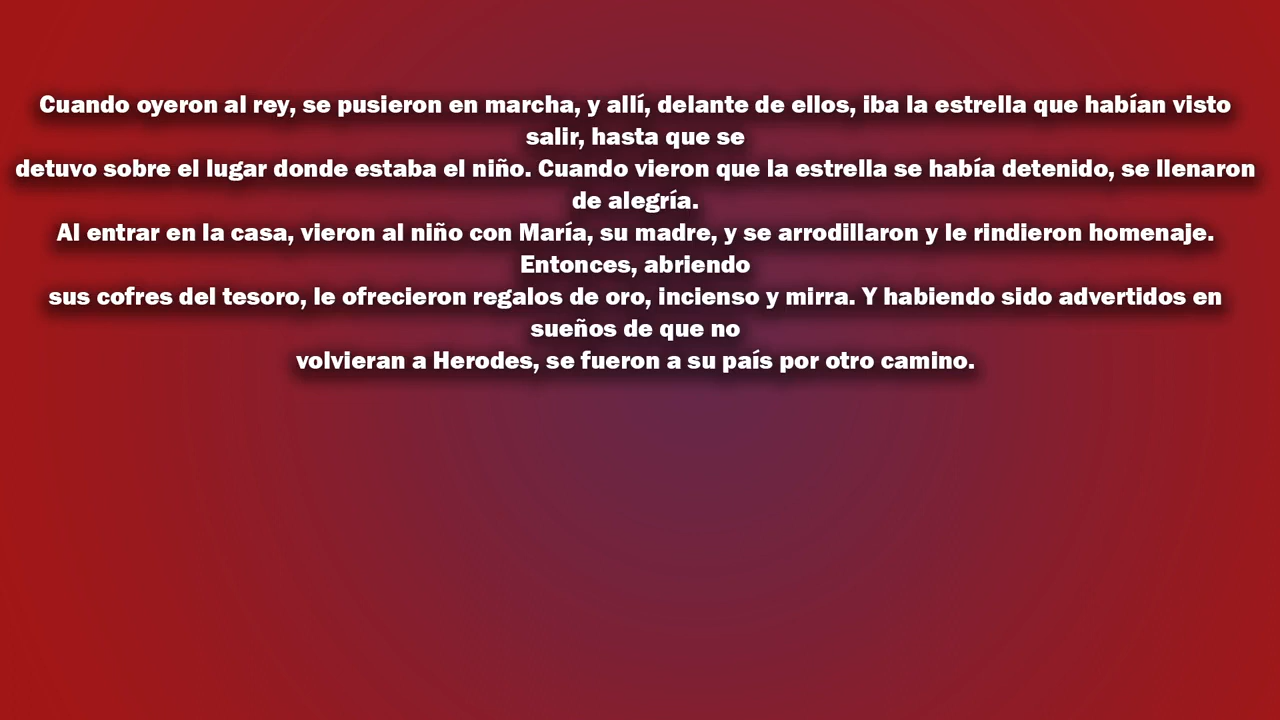 Cuando oyeron al rey, se pusieron en marcha, y allí, delante de ellos, iba la estrella que habían visto
salir, hasta que se
detuvo sobre el lugar donde estaba el niño. Cuando vieron que la estrella se había detenido, se llenaron
de alegría.
Al entrar en la casa, vieron al niño con María, su madre, y se arrodillaron y le rindieron homenaje.
Entonces, abriendo
sus cofres del tesoro, le ofrecieron regalos de oro, incienso y mirra. Y habiendo sido advertidos en
sueños de que no
volvieran a Herodes, se fueron a su país por otro camino.